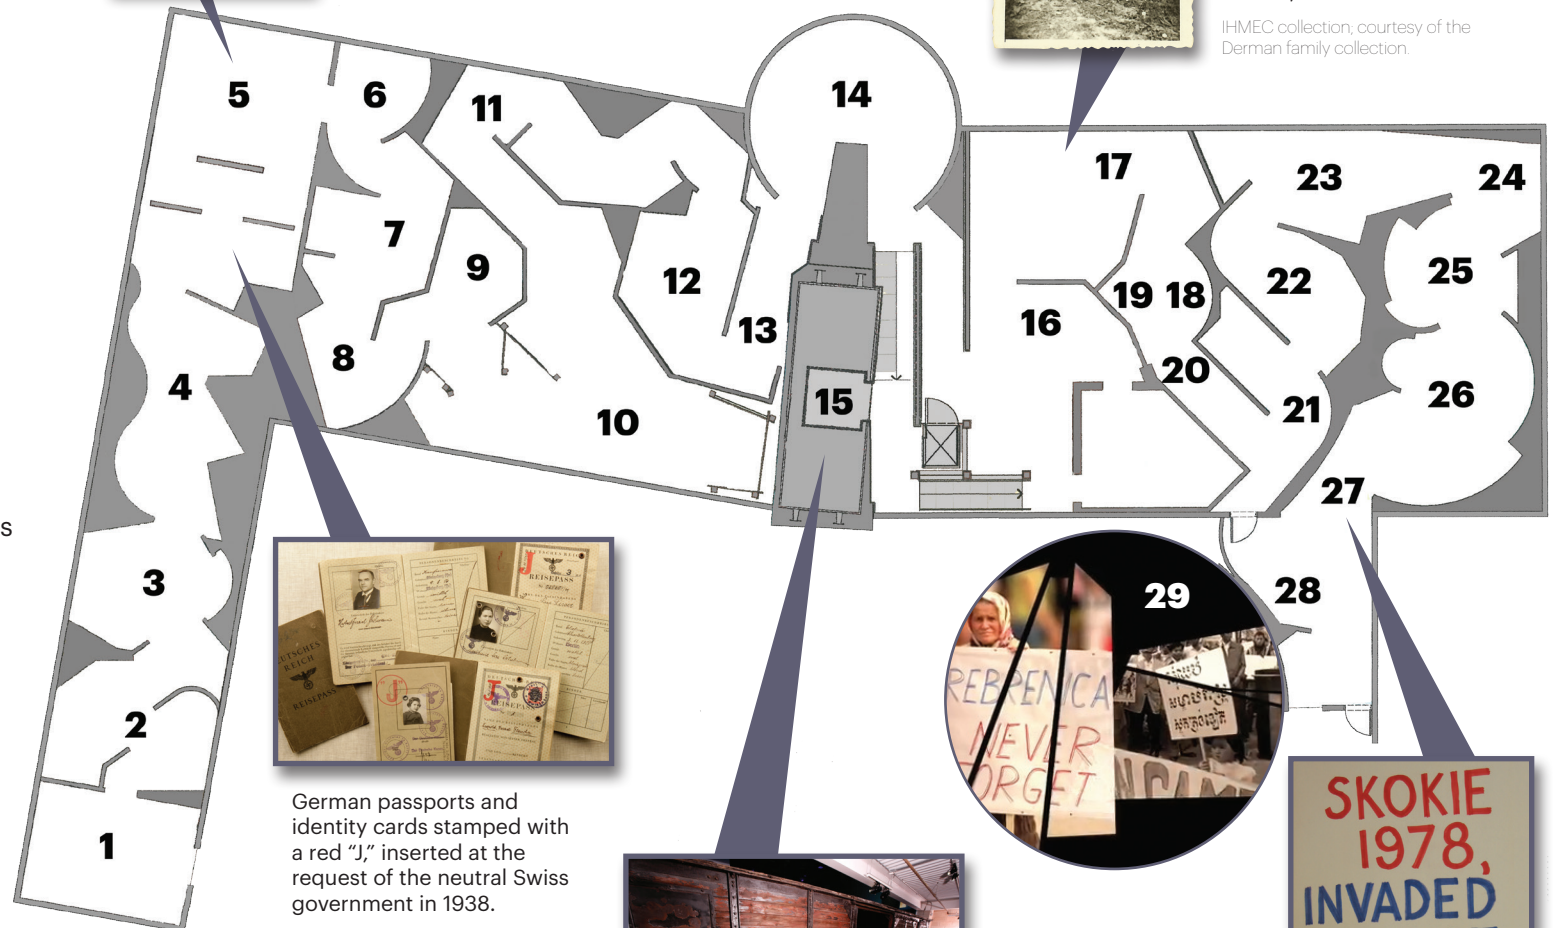 IHMEC collection; courtesy of the
Derman family collection.
5
6
11
14
17
23
24
7
9
12
13
16
19
18
22
25
8
4
10
15
20
21
26
27
s
3
29
28
2
1
DEUTSCHES
REICH
REISEPASS
J
REISEPASS
J
J
REBRENICA
NEVER
ORGET
German passports and
identity cards stamped with
a red “J,” inserted at the
request of the neutral Swiss
government in 1938.
SKOKIE
1978,
INVADED